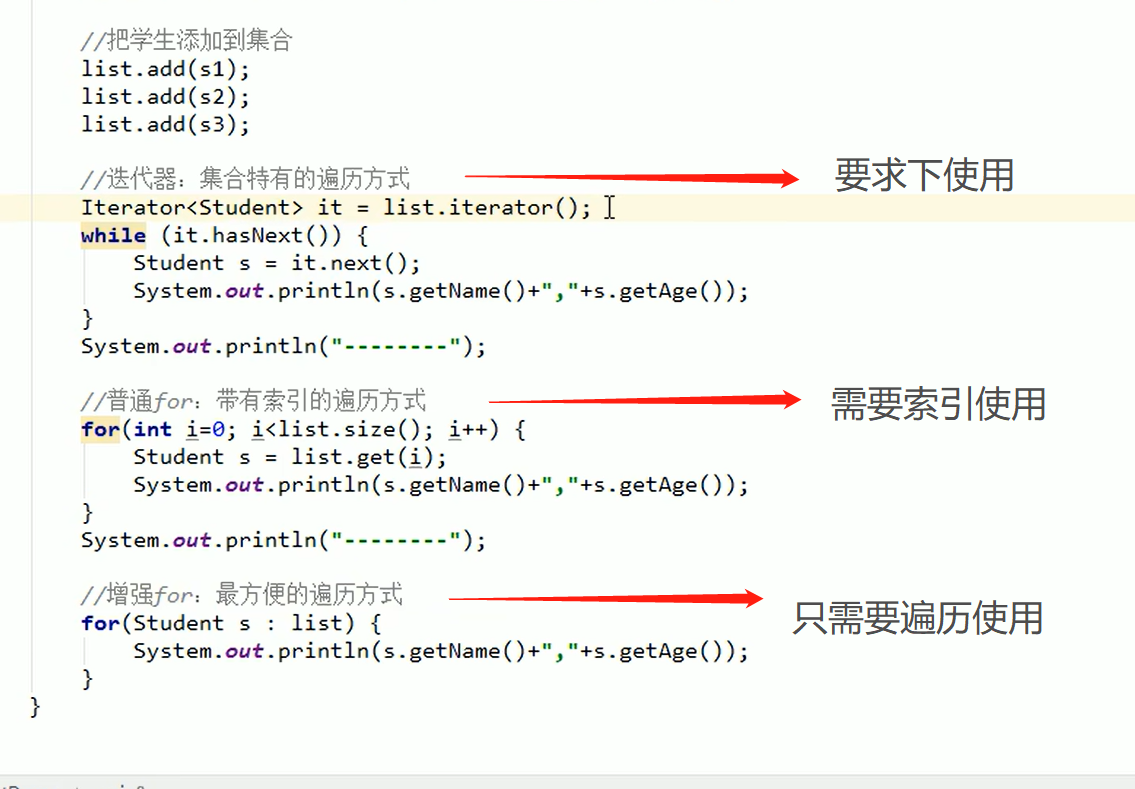 //把学生添加到集合
list.add(s1);
list.add(s2);
list.add(s3);
//迭代器：集合特有的遍历方式
要求下使用
Iterator<Student> it = list.iterator();
while (it.hasNext()) {
Student s = it.next();
System.out.println(s.getName()+","+s.getAge());
}
System.out.println("--------");
//普通for：带有索引的遍历方式
需要索引使用
for(int i=0; i<list.size(); i++) {
Student s = list.get(i);
System.out.println(s.getName()+","+s.getAge());
}
System.out.println("--------");
//增强for：最方便的遍历方式
只需要遍历使用
for(Student s : list) {
System.out.println(s.getName()+","+s.getAge());
}
}